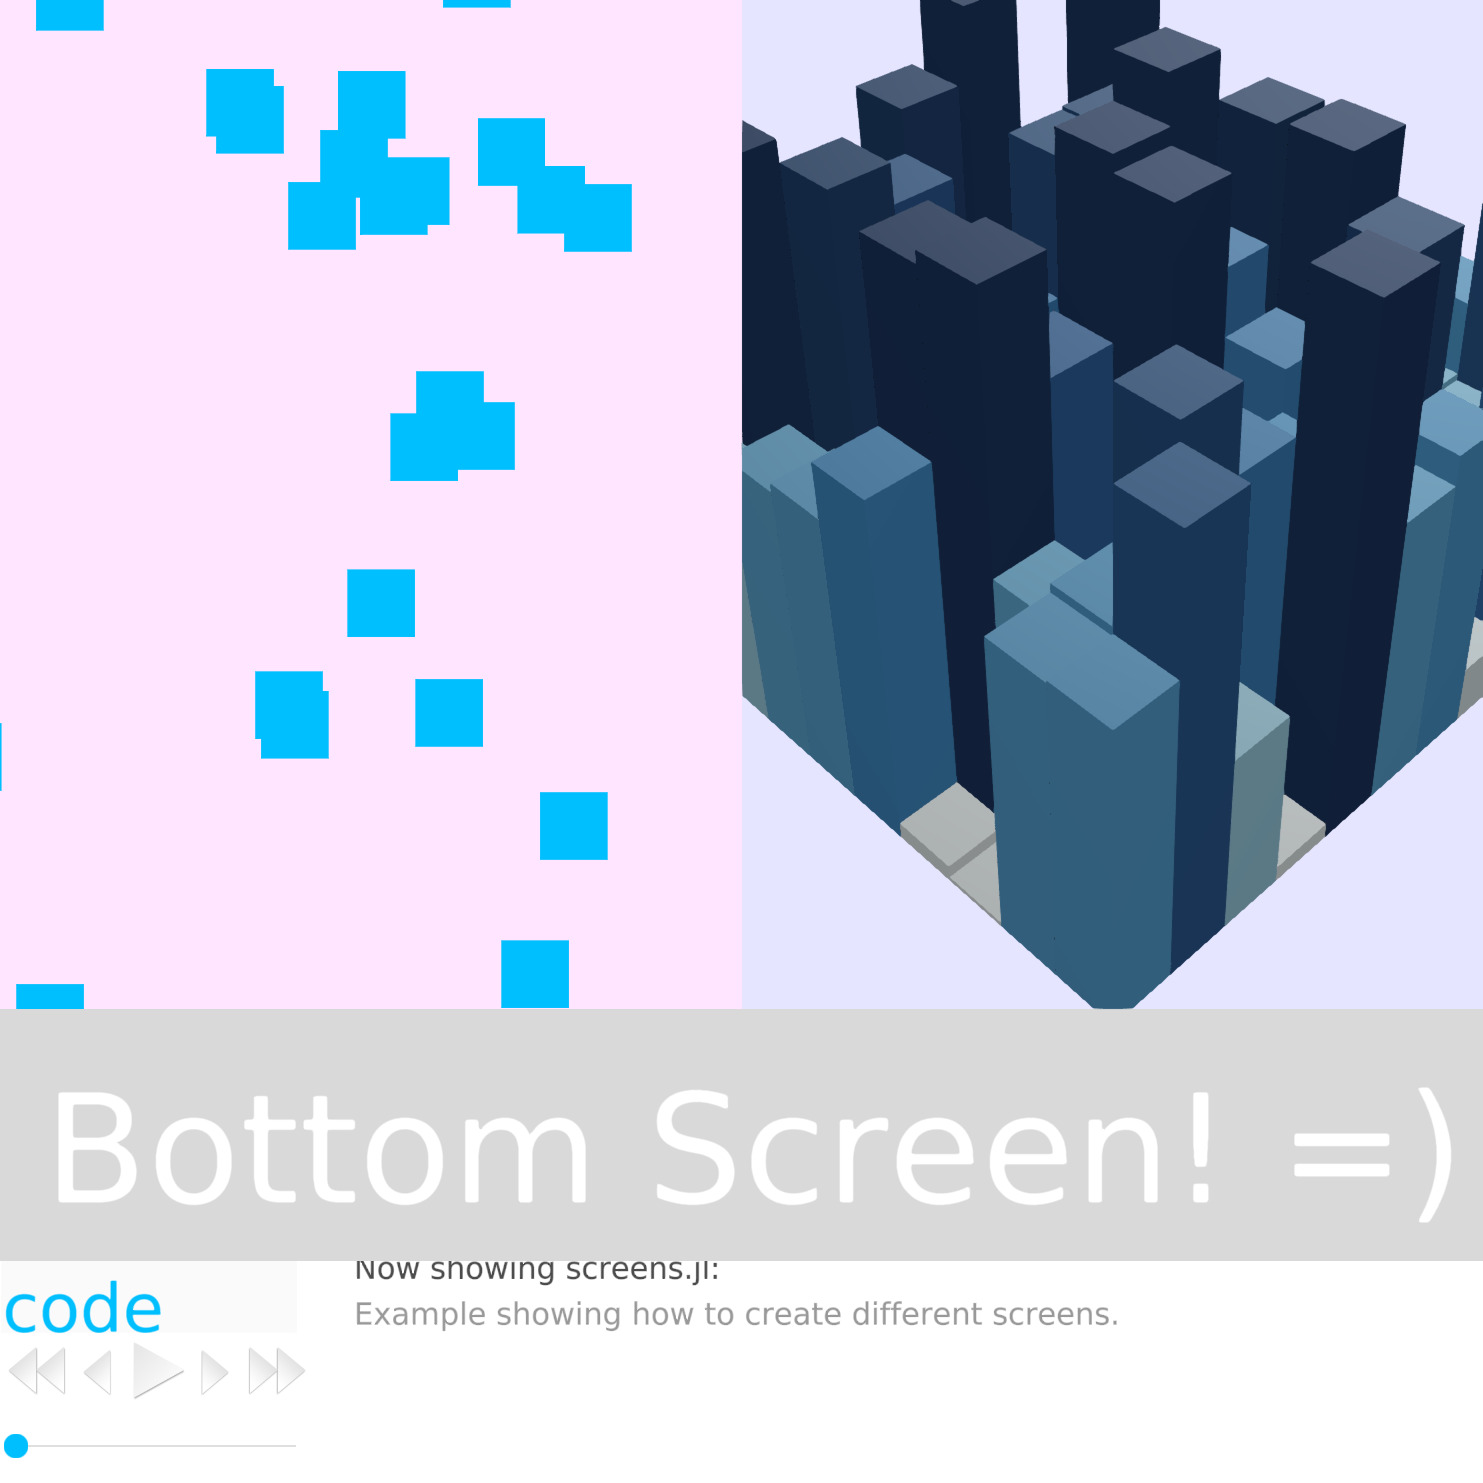 Bottom Screen! =)
Now showing screens.jl:
code
Example showing how to create different screens.